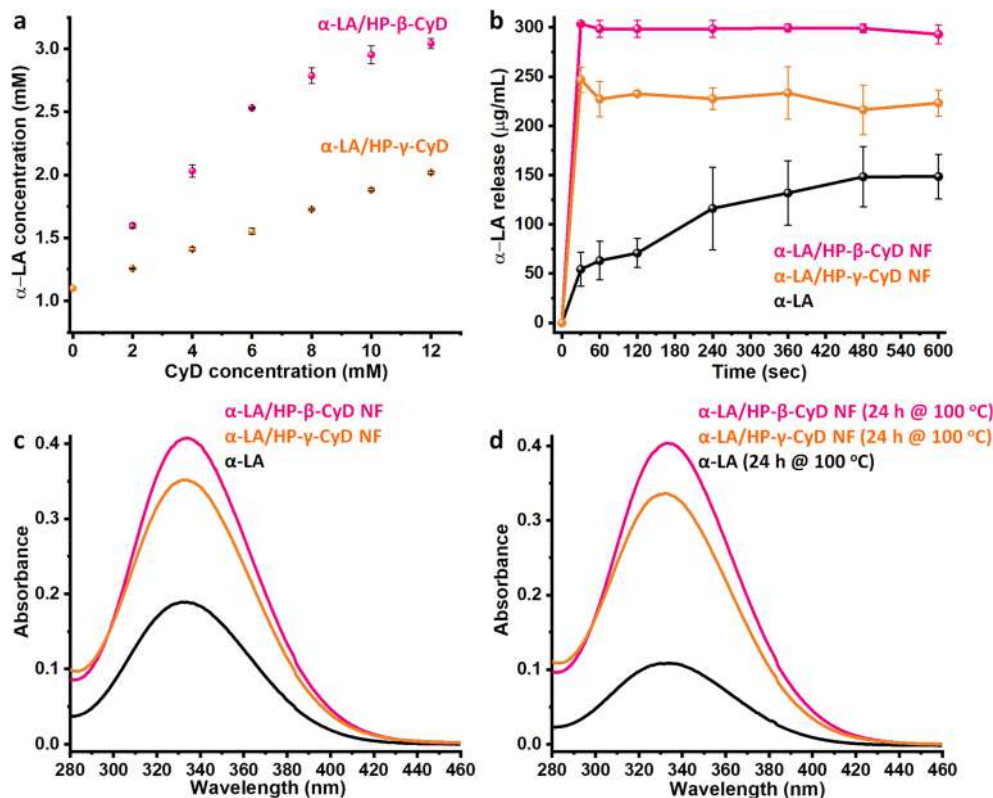 a
α-LA/HP-β-CyD
α-LA/HP-γ-CyD
α-LA concentration (mM)
3.0
2.5
2.0
1.5
1.0
0 2 4 6 8 10 12
CyD concentration (mM)
b
α-LA release (μg/mL)
300
250
200
150
100
50
0
α-LA/HP-β-CyD NF
α-LA/HP-γ-CyD NF
α-LA
0 60 120 240 360 480 540 600
Time (sec)
c
α-LA/HP-β-CyD NF
α-LA/HP-γ-CyD NF
α-LA
Absorbance
0.4
0.3
0.2
0.1
0.0
280 300 320 340 360 380 400 420 440 460
Wavelength (nm)
d
α-LA/HP-β-CyD NF (24 h @ 100 °C)
α-LA/HP-γ-CyD NF (24 h @ 100 °C)
α-LA (24 h @ 100 °C)
Absorbance
0.4
0.3
0.2
0.1
0.0
280 300 320 340 360 380 400 420 440 460
Wavelength (nm)